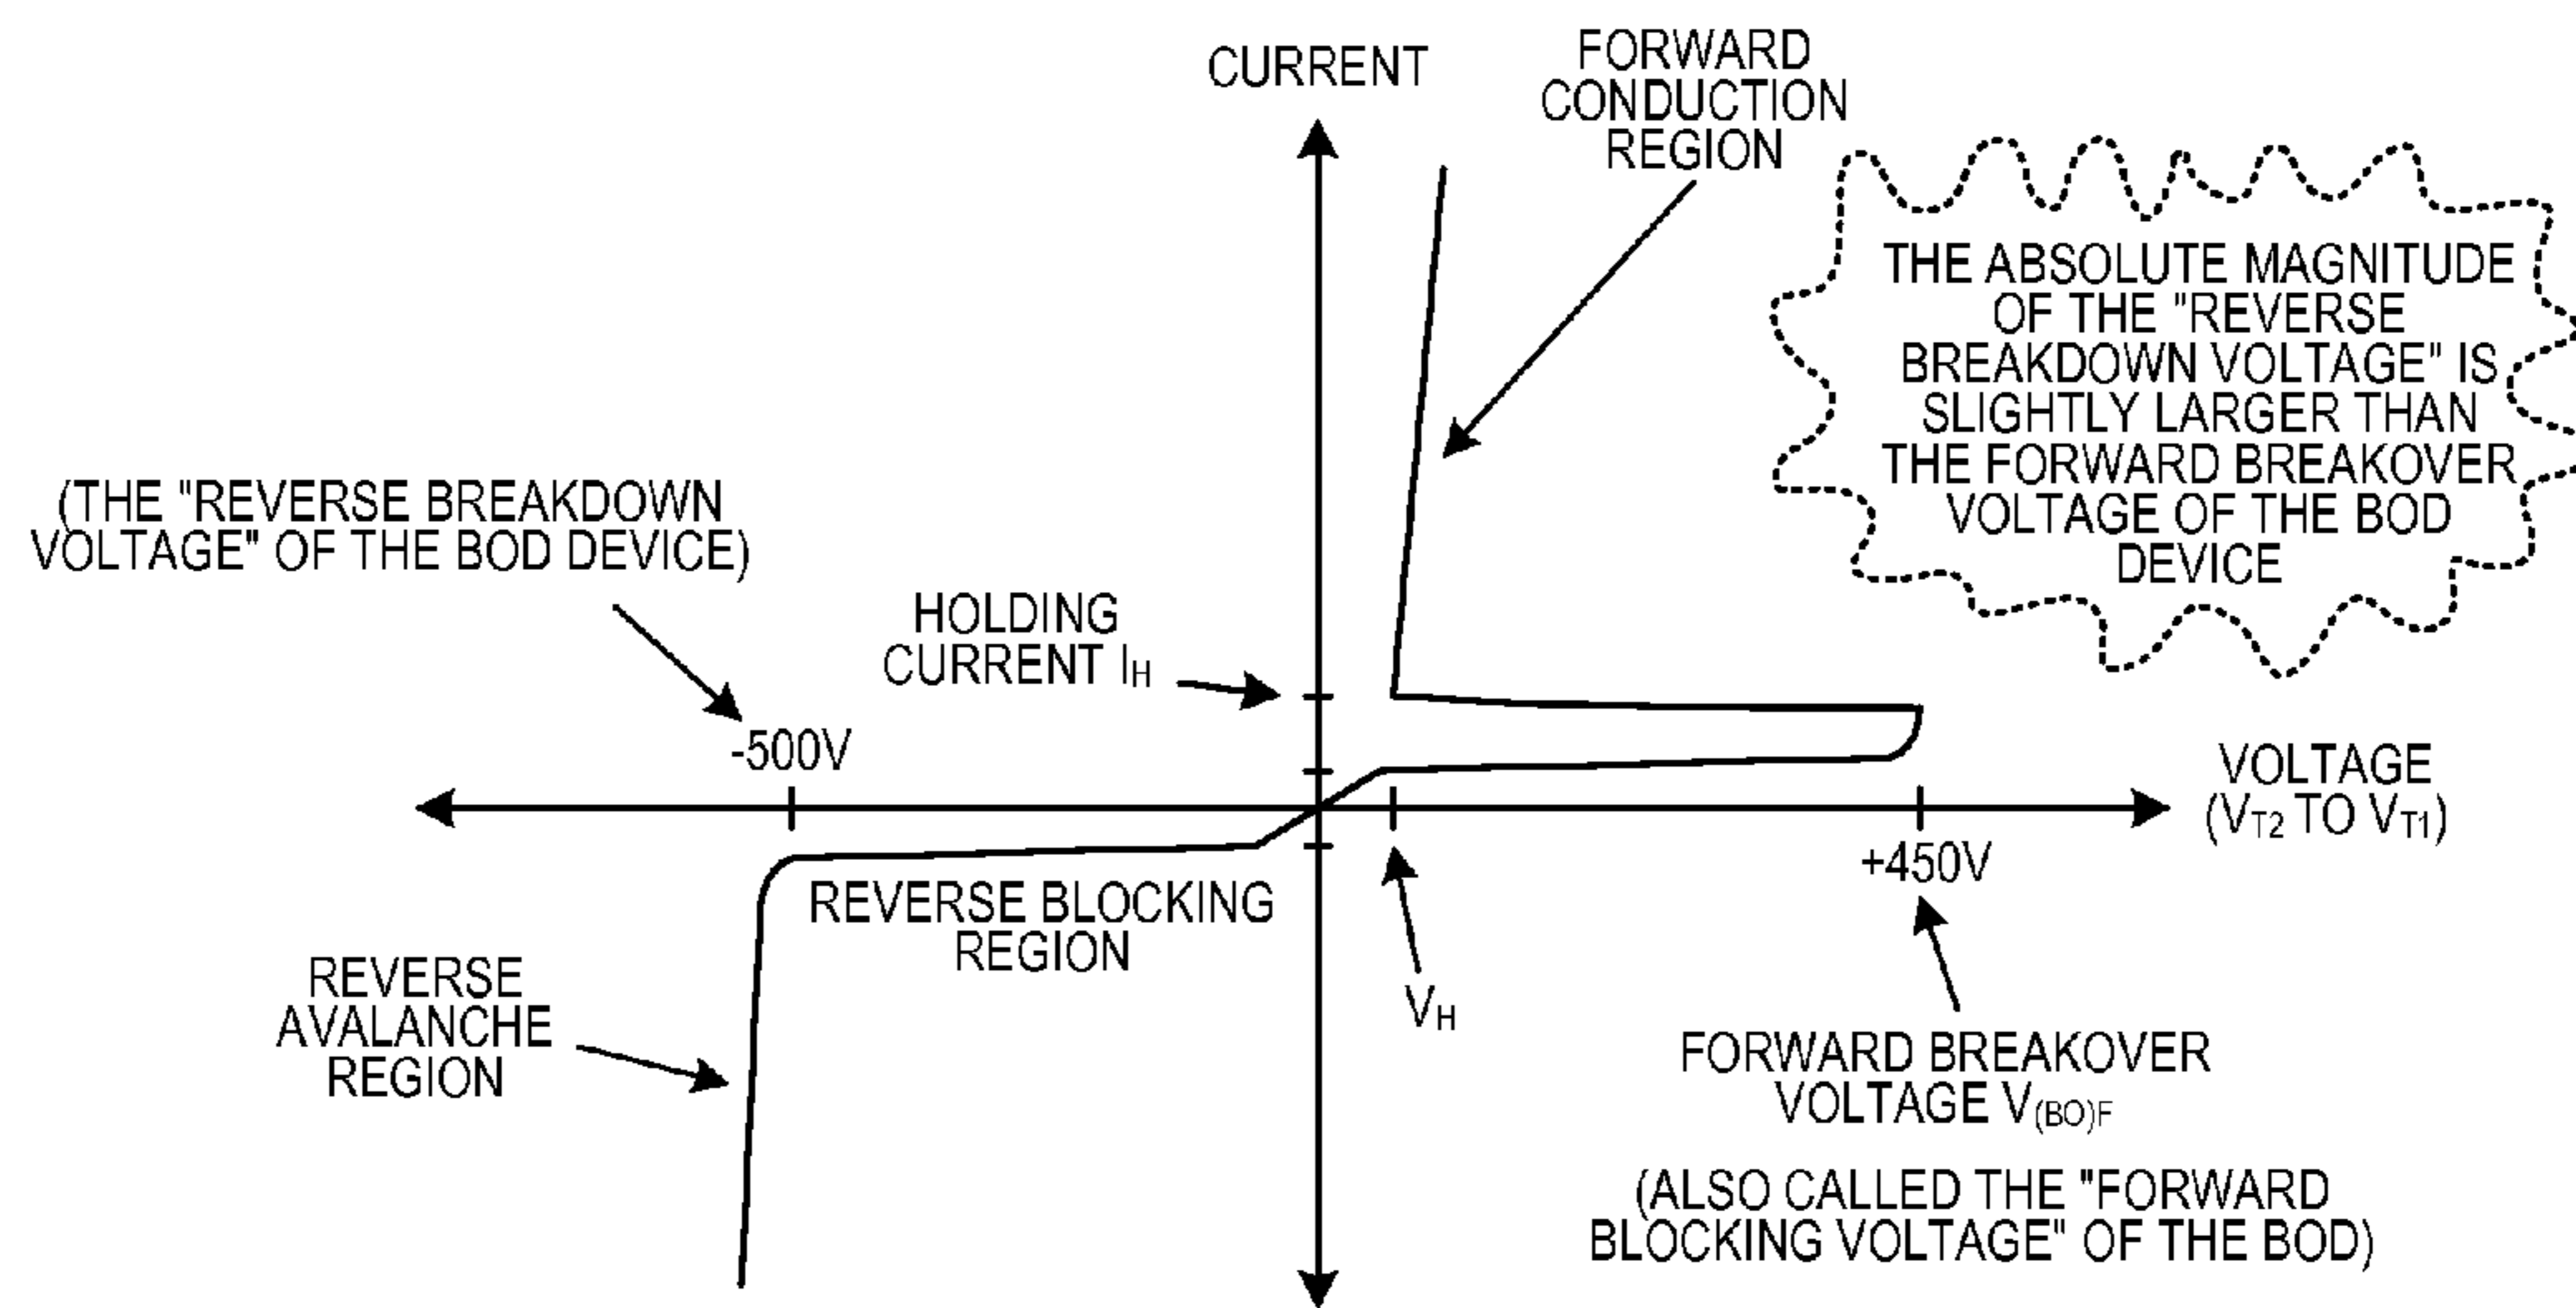 CURRENT
FORWARD
CONDUCTION
REGION
THE ABSOLUTE MAGNITUDE
OF THE "REVERSE
BREAKDOWN VOLTAGE" IS
SLIGHTLY LARGER THAN
THE FORWARD BREAKOVER
VOLTAGE OF THE BOD
DEVICE
(THE "REVERSE BREAKDOWN
VOLTAGE" OF THE BOD DEVICE)
HOLDING
CURRENT IH
-500V
VOLTAGE
(VT2 TO VT1)
+450V
REVERSE BLOCKING
REGION
REVERSE
AVALANCHE
REGION
VH
FORWARD BREAKOVER
VOLTAGE V(BO)F
(ALSO CALLED THE "FORWARD
BLOCKING VOLTAGE" OF THE BOD)